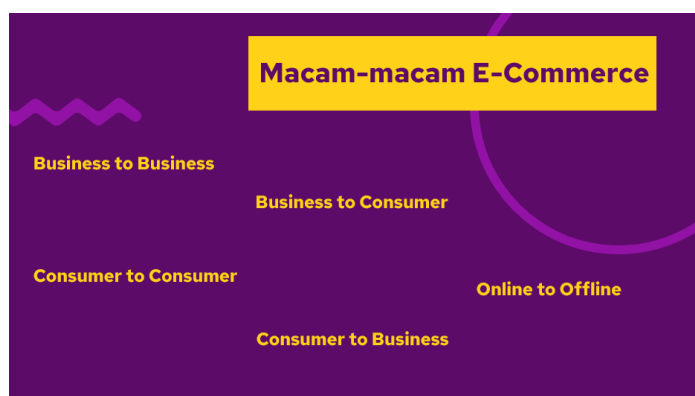 Macam-macam E-Commerce
Business to Business
Business to Consumer
Consumer to Consumer
Online to Offline
Consumer to Business